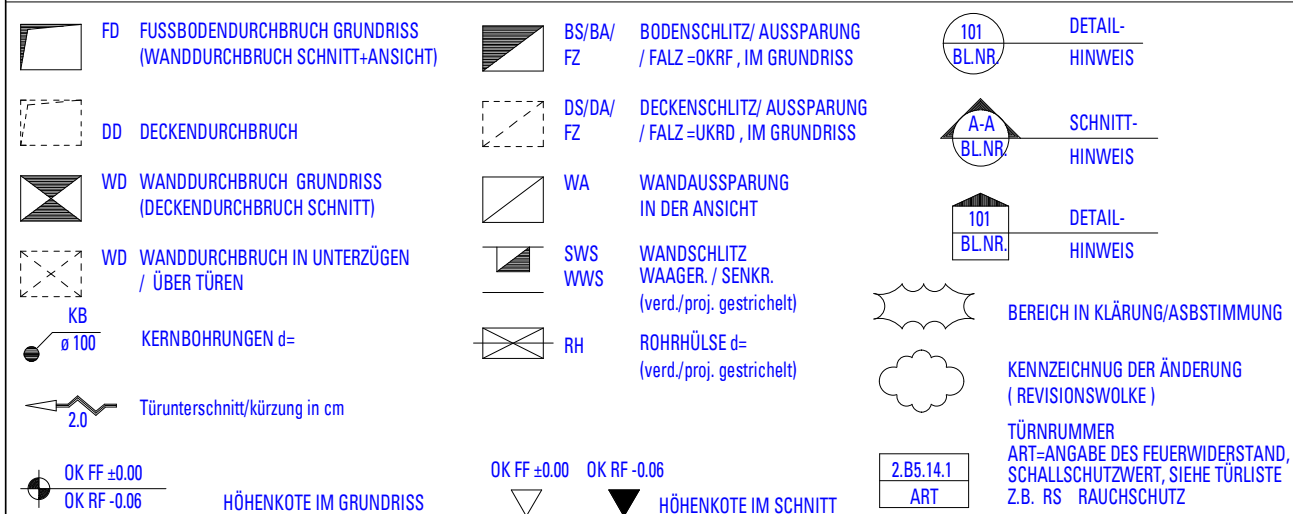 FD FUSSBODENDURCHBRUCH GRUNDRISS
(WANDDURCHBRUCH SCHNITT+ANSICHT)
DD DECKENDURCHBRUCH
WD WANDDURCHBRUCH GRUNDRISS
(DECKENDURCHBRUCH SCHNITT)
WD WANDDURCHBRUCH IN UNTERZÜGEN
/ ÜBER TÜREN
KB
ø 100
KERNBOHRUNGEN d=
2.0
Türunterschnitt/kürzung in cm
OK FF ±0.00
OK RF -0.06
HÖHENKOTE IM GRUNDRISS
BS/BA/ BODENSCHLITZ/ AUSSPARUNG
FZ / FALZ =OKRF , IM GRUNDRISS
DS/DA/ DECKENSCHLITZ/ AUSSPARUNG
FZ / FALZ =UKRD , IM GRUNDRISS
WA WANDAUSSPARUNG
IN DER ANSICHT
SWS WANDSCHLITZ
WWS WAAGER. / SENKR.
(verd./proj. gestrichelt)
RH ROHRHÜLSE d=
(verd./proj. gestrichelt)
OK FF ±0.00 OK RF -0.06
HÖHENKOTE IM SCHNITT
101 DETAIL-
BL.NR. HINWEIS
A-A SCHNITT-
BL.NR. HINWEIS
101 DETAIL-
BL.NR. HINWEIS
BEREICH IN KLÄRUNG/ASBSTIMMUNG
KENNZEICHNUG DER ÄNDERUNG
( REVISIONSWOLKE )
2.B5.14.1
ART
TÜRNRUMMER
ART=ANGABE DES FEUERWIDERSTAND,
SCHALLSCHUTZWERT, SIEHE TÜRLISTE
Z.B. RS RAUCHSCHUTZ